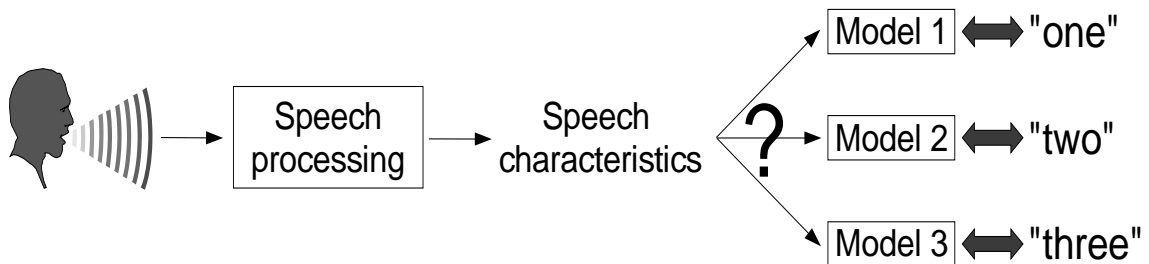 Speech
processing
Speech
characteristics
?
Model 1
"one"
Model 2
"two"
Model 3
"three"